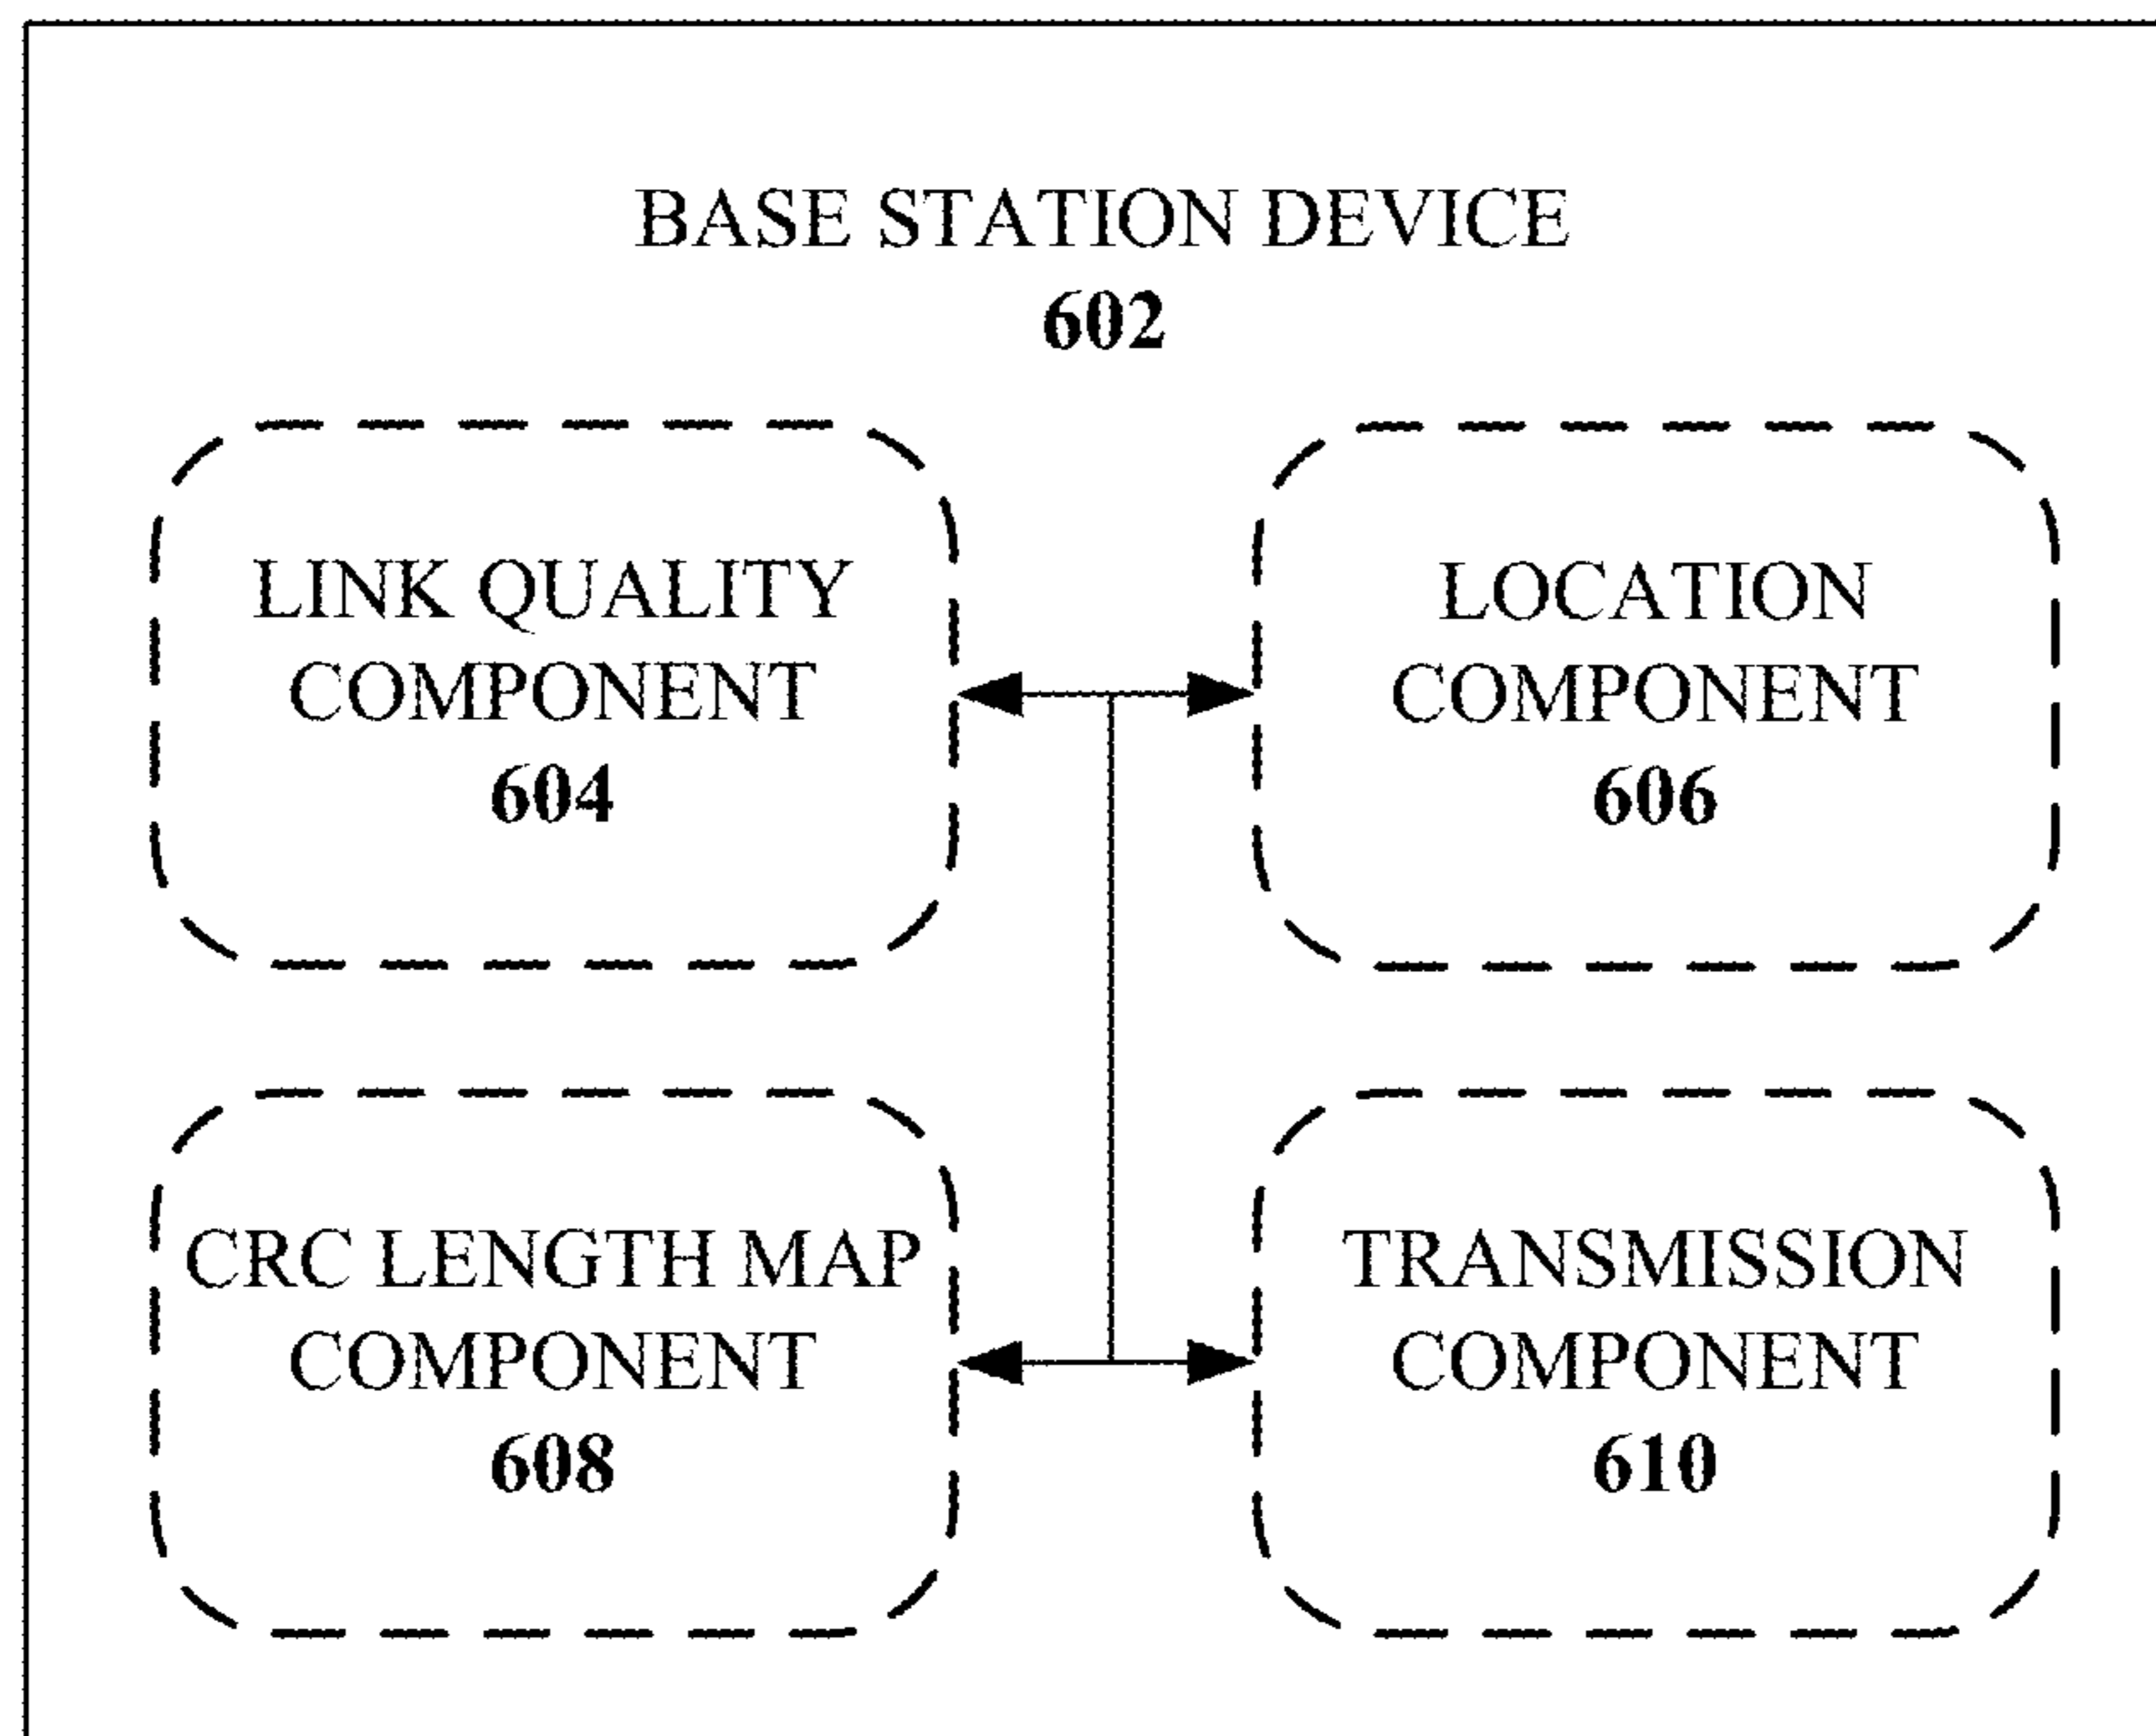 BASE STATION DEVICE
602
LINK QUALITY
COMPONENT
604
LOCATION
COMPONENT
606
CRC LENGTH MAP
COMPONENT
608
TRANSMISSION
COMPONENT
610